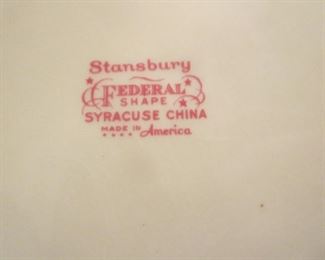 Stansbury
FEDERAL
SHAPE
SYRACUSE CHINA
MADE IN America